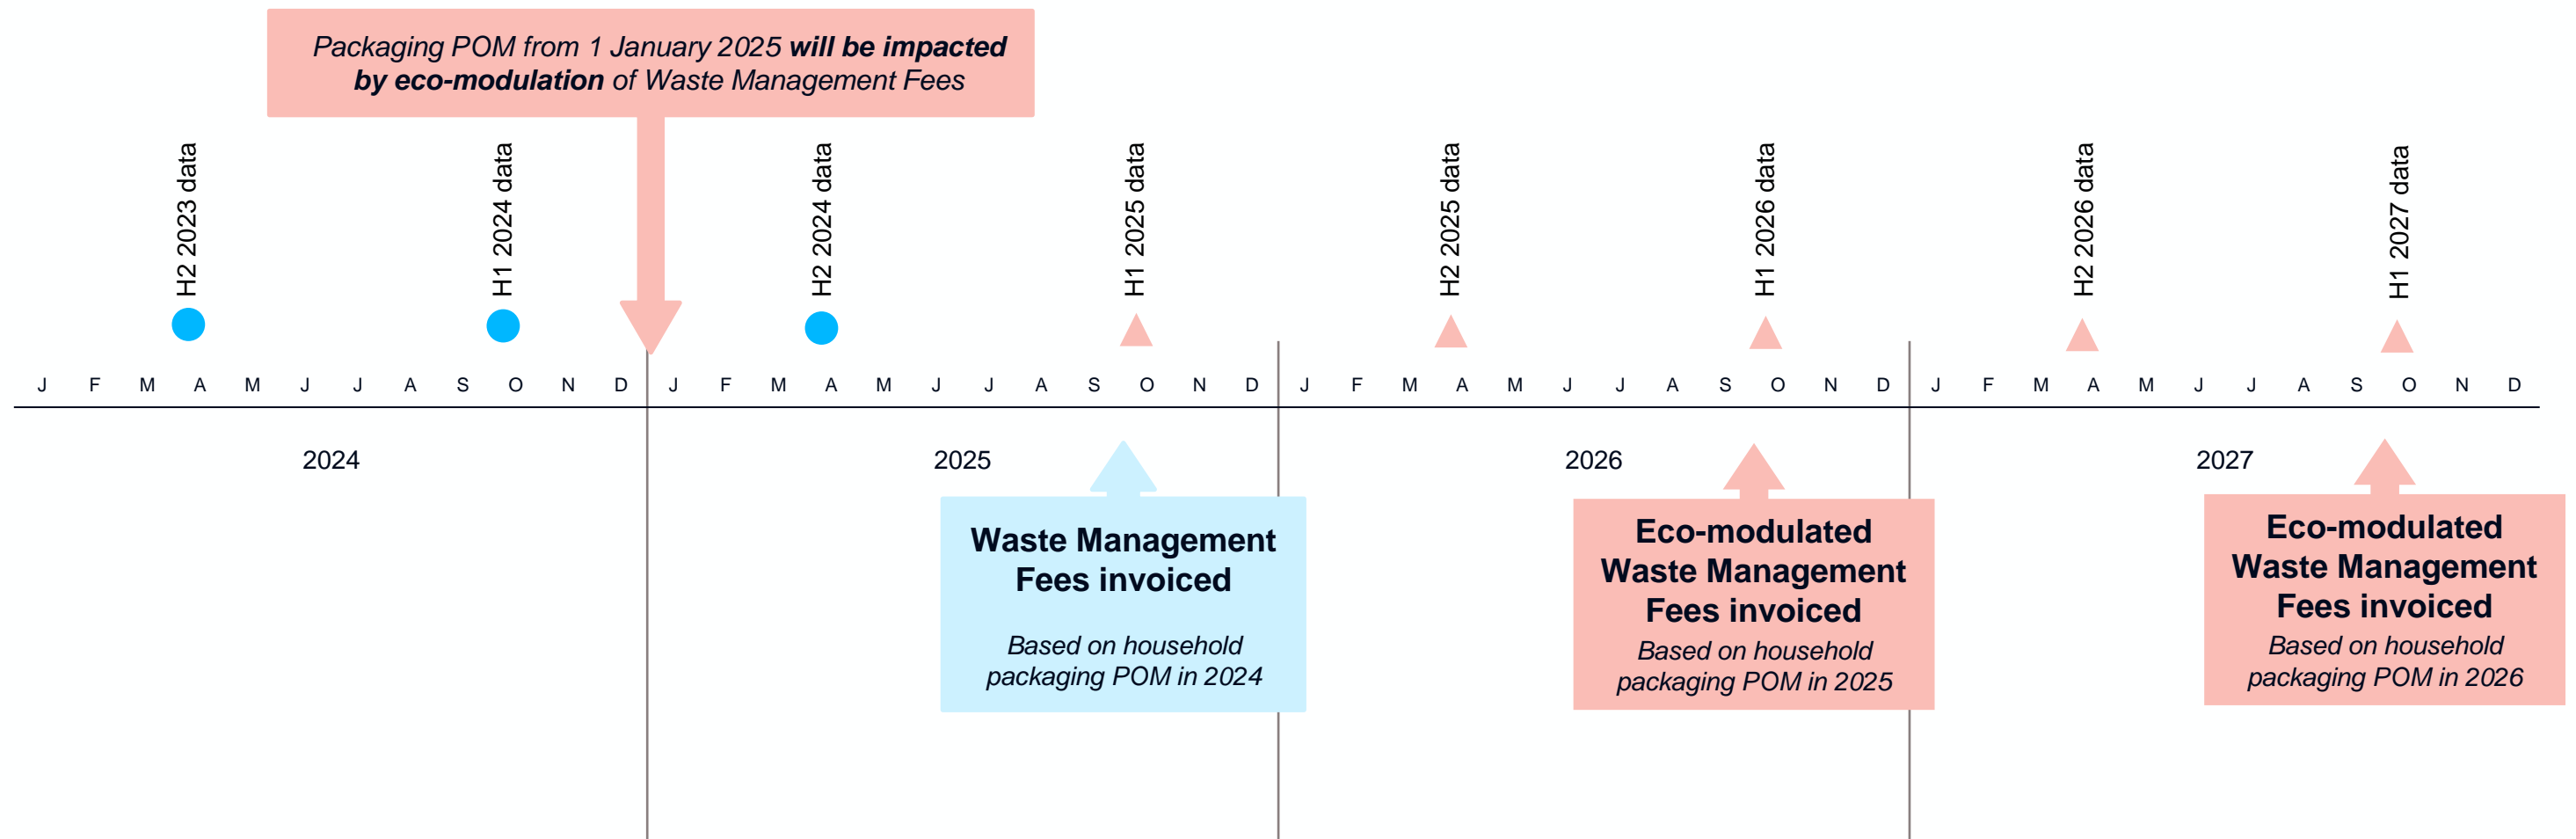 Packaging POM from 1 January 2025 will be impacted
by eco-modulation of Waste Management Fees
H2 2023 data
H1 2024 data
H2 2024 data
H1 2025 data
H2 2025 data
H1 2026 data
H2 2026 data
H1 2027 data
J F M A M J J A S O N D J F M A M J J A S O N D J F M A M J J A S O N D J F M A M J J A S O N D
2024 2025 2026 2027
Waste Management
Fees invoiced
Based on household
packaging POM in 2024
Eco-modulated
Waste Management
Fees invoiced
Based on household
packaging POM in 2025
Eco-modulated
Waste Management
Fees invoiced
Based on household
packaging POM in 2026